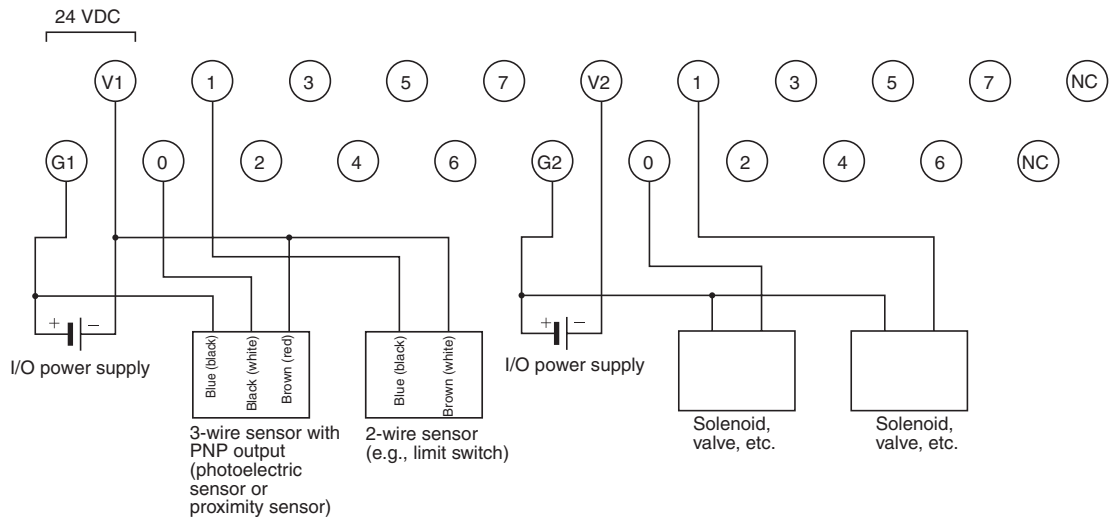 24 VDC
V1 1 3 5 7 V2 1 3 5 7 NC
G1 0 2 4 6 G2 0 2 4 6 NC
+ −
I/O power supply
Blue (black)
Black (white)
Brown (red)
3-wire sensor with
PNP output
(photoelectric
sensor or
proximity sensor)
Blue (black)
Brown (white)
2-wire sensor
(e.g., limit switch)
+ −
I/O power supply
Solenoid,
valve, etc.
Solenoid,
valve, etc.